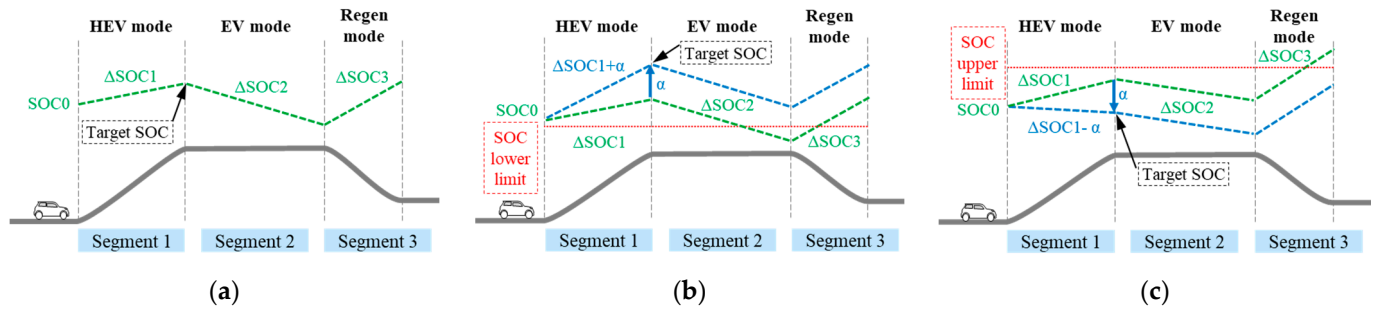 HEV mode
EV mode
Regen
mode
ΔSOC1
ΔSOC2
ΔSOC3
SOC0
Target SOC
Segment 1
Segment 2
Segment 3
(a)
HEV mode
EV mode
Regen
mode
Target SOC
ΔSOC1+α
α
SOC0
ΔSOC2
ΔSOC1
ΔSOC3
SOC
lower
limit
Segment 1
Segment 2
Segment 3
(b)
HEV mode
EV mode
Regen
mode
SOC
upper
limit
ΔSOC3
ΔSOC1
α
SOC0
ΔSOC2
ΔSOC1- α
Target SOC
Segment 1
Segment 2
Segment 3
(c)